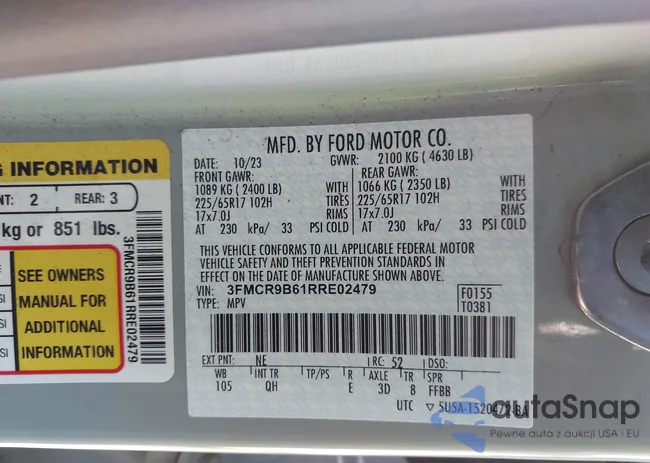 G INFORMATION
NT: 2 REAR: 3
kg or 851 lbs.
SI
SI
SEE OWNERS
MANUAL FOR
ADDITIONAL
INFORMATION
3FMCR9B61RRE02479
MFD. BY FORD MOTOR CO.
DATE: 10/23 GVWR: 2100 KG ( 4630 LB)
FRONT GAWR: REAR GAWR:
1089 KG ( 2400 LB) WITH 1066 KG ( 2350 LB) WITH
225/65R17 102H TIRES 225/65R17 102H TIRES
17x7.0J RIMS 17x7.0J RIMS
AT 230 kPa/ 33 PSI COLD AT 230 kPa/ 33 PSI COLD
THIS VEHICLE CONFORMS TO ALL APPLICABLE FEDERAL MOTOR
VEHICLE SAFETY AND THEFT PREVENTION STANDARDS IN
EFFECT ON THE DATE OF MANUFACTURE SHOWN ABOVE.
VIN: 3FMCR9B61RRE02479
TYPE: MPV
F0155
T0381
EXT PNT: NE RC: 52 DSO:
WB INT TR TP/PS R AXLE TR SPR
105 QH E 3D 8 FFBB
UTC ▽ 5U5A-1520472-BA
autoSnap
Pewne auta z aukcji USA i EU